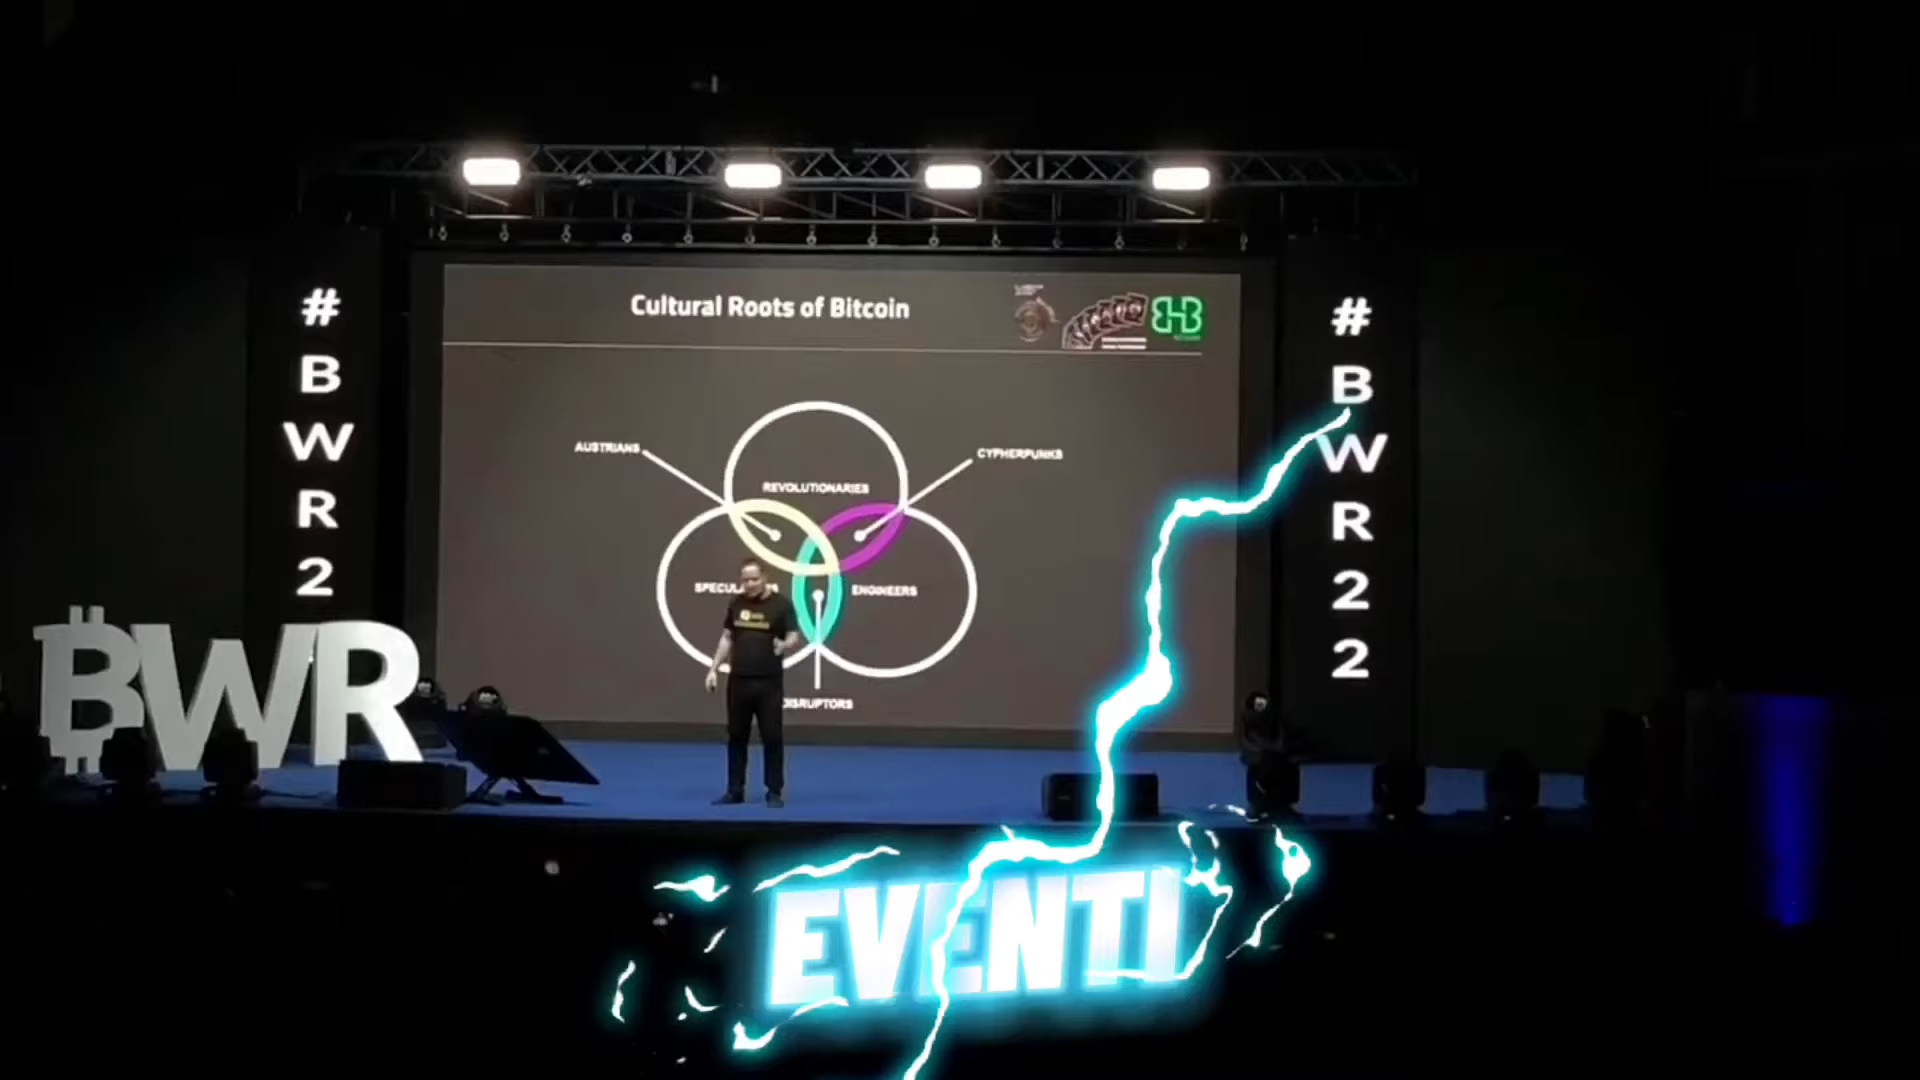 Cultural Roots of Bitcoin
#BWR22
#BWR22
AUSTRIANS
CYPHERPUNKS
REVOLUTIONARIES
ENGINEERS
DISRUPTORS
BWR
EVENTI